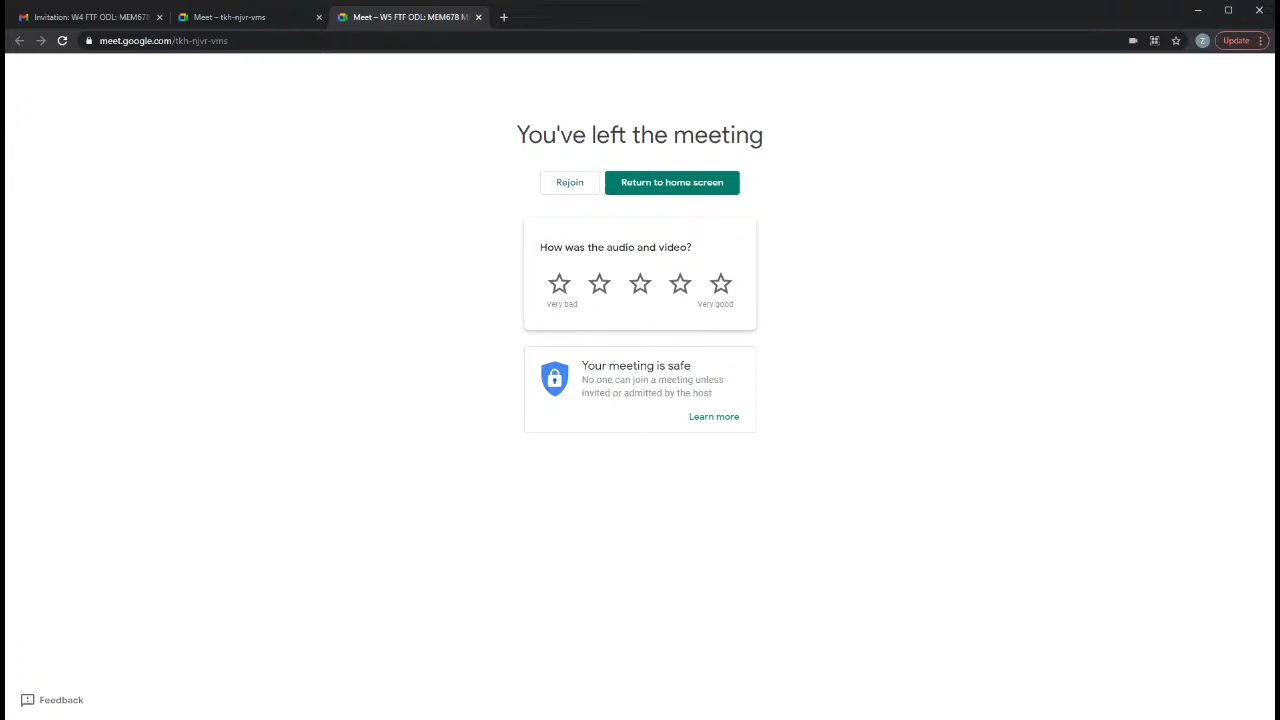 Invitation: W4 FTF ODL: MEM678
Meet – tkh-njvr-vms
Meet – W5 FTF ODL: MEM678 M
meet.google.com/tkh-njvr-vms
Z
Update
You've left the meeting
Rejoin
Return to home screen
How was the audio and video?
Very bad
Very good
Your meeting is safe
No one can join a meeting unless
invited or admitted by the host
Learn more
Feedback